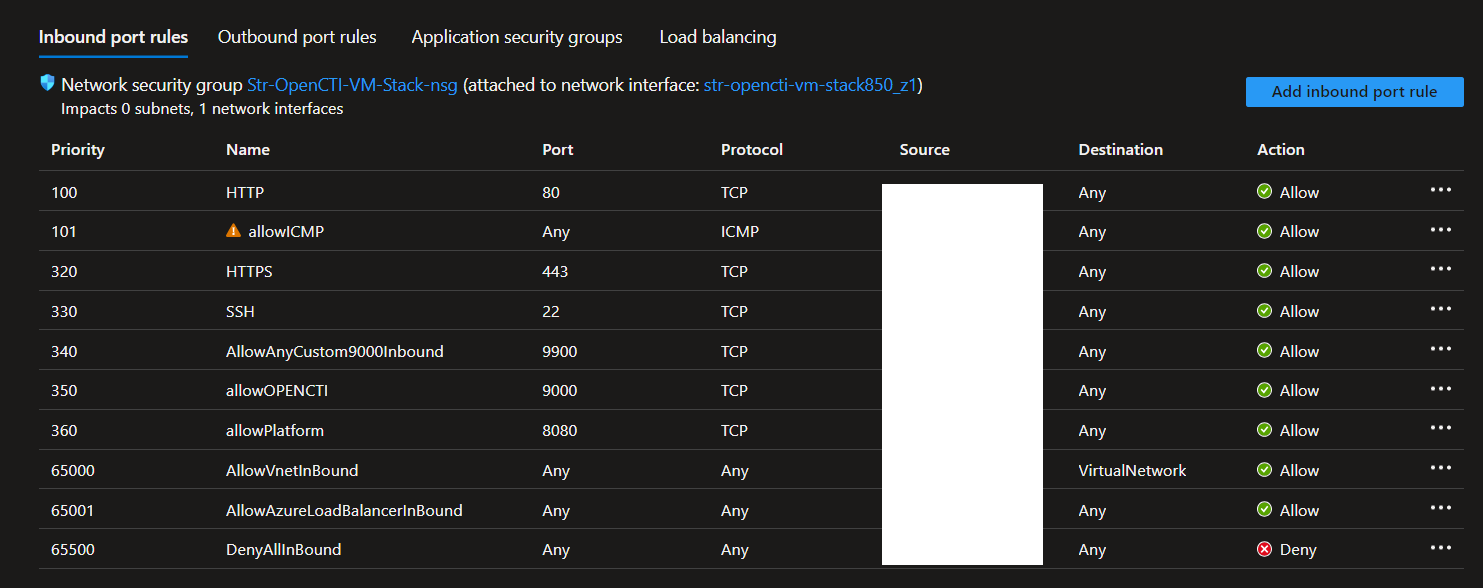 Inbound port rules Outbound port rules Application security groups Load balancing
Network security group Str-OpenCTI-VM-Stack-nsg (attached to network interface: str-opencti-vm-stack850_z1)
Impacts 0 subnets, 1 network interfaces
Add inbound port rule
Priority Name Port Protocol Source Destination Action
100 HTTP 80 TCP Any Allow
101 allowICMP Any ICMP Any Allow
320 HTTPS 443 TCP Any Allow
330 SSH 22 TCP Any Allow
340 AllowAnyCustom9000Inbound 9900 TCP Any Allow
350 allowOPENCTI 9000 TCP Any Allow
360 allowPlatform 8080 TCP Any Allow
65000 AllowVnetInBound Any Any VirtualNetwork Allow
65001 AllowAzureLoadBalancerInBound Any Any Any Allow
65500 DenyAllInBound Any Any Any Deny